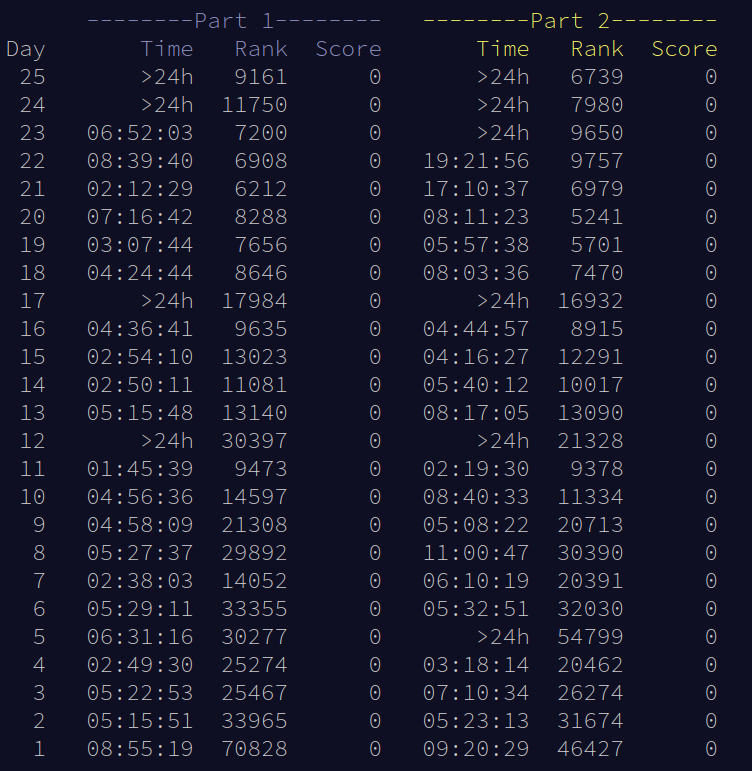 --------Part 1-------- --------Part 2--------
Day Time Rank Score Time Rank Score
25 >24h 9161 0 >24h 6739 0
24 >24h 11750 0 >24h 7980 0
23 06:52:03 7200 0 >24h 9650 0
22 08:39:40 6908 0 19:21:56 9757 0
21 02:12:29 6212 0 17:10:37 6979 0
20 07:16:42 8288 0 08:11:23 5241 0
19 03:07:44 7656 0 05:57:38 5701 0
18 04:24:44 8646 0 08:03:36 7470 0
17 >24h 17984 0 >24h 16932 0
16 04:36:41 9635 0 04:44:57 8915 0
15 02:54:10 13023 0 04:16:27 12291 0
14 02:50:11 11081 0 05:40:12 10017 0
13 05:15:48 13140 0 08:17:05 13090 0
12 >24h 30397 0 >24h 21328 0
11 01:45:39 9473 0 02:19:30 9378 0
10 04:56:36 14597 0 08:40:33 11334 0
9 04:58:09 21308 0 05:08:22 20713 0
8 05:27:37 29892 0 11:00:47 30390 0
7 02:38:03 14052 0 06:10:19 20391 0
6 05:29:11 33355 0 05:32:51 32030 0
5 06:31:16 30277 0 >24h 54799 0
4 02:49:30 25274 0 03:18:14 20462 0
3 05:22:53 25467 0 07:10:34 26274 0
2 05:15:51 33965 0 05:23:13 31674 0
1 08:55:19 70828 0 09:20:29 46427 0